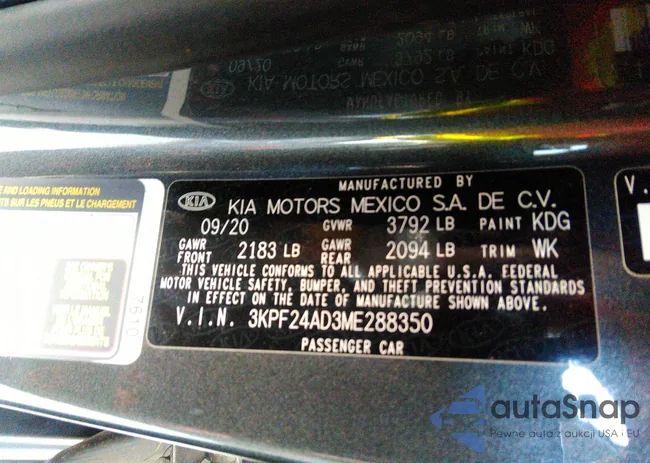 MANUFACTURED BY
KIA KIA MOTORS MEXICO S.A. DE C.V.
09/20 GVWR 3792 LB PAINT KDG
GAWR FRONT 2183 LB GAWR REAR 2094 LB TRIM WK
THIS VEHICLE CONFORMS TO ALL APPLICABLE U.S.A. FEDERAL
MOTOR VEHICLE SAFETY, BUMPER, AND THEFT PREVENTION STANDARDS
IN EFFECT ON THE DATE OF MANUFACTURE SHOWN ABOVE.
V.I.N. 3KPF24AD3ME288350
PASSENGER CAR
E AND LOADING INFORMATION
NTS SUR LES PNEUS ET LE CHARGEMENT
7610
V.
autaSnap
Pewne auta z aukcji USA i EU